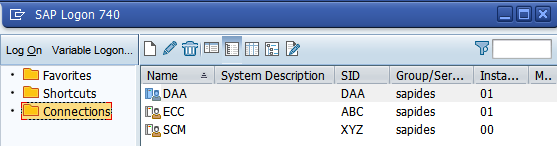 SAP Logon 740
Log On Variable Logon...
Favorites
Shortcuts
Connections
Name System Description SID Group/Ser... Insta... M...
DAA DAA sapides 01
ECC ABC sapides 01
SCM XYZ sapides 00